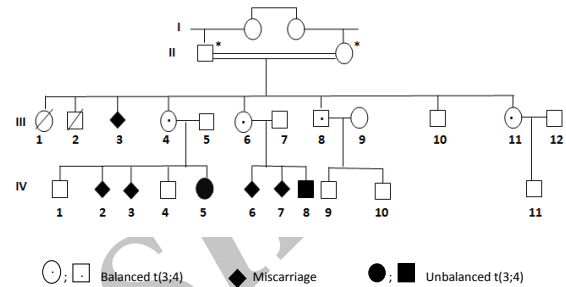 I
II * *
III
1 2 3 4 5 6 7 8 9 10 11 12
IV
1 2 3 4 5 6 7 8 9 10 11
; Balanced t(3;4) Miscarriage ; Unbalanced t(3;4)